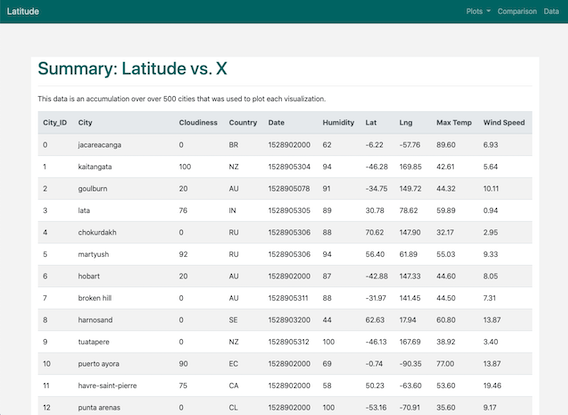 Latitude Plots Comparison Data
Summary: Latitude vs. X
This data is an accumulation over over 500 cities that was used to plot each visualization.
City_ID City Cloudiness Country Date Humidity Lat Lng Max Temp Wind Speed
0 jacareacanga 0 BR 1528902000 62 -6.22 -57.76 89.60 6.93
1 kaitangata 100 NZ 1528905304 94 -46.28 169.85 42.61 5.64
2 goulburn 20 AU 1528905078 91 -34.75 149.72 44.32 10.11
3 lata 76 IN 1528905305 89 30.78 78.62 59.89 0.94
4 chokurdakh 0 RU 1528905306 88 70.62 147.90 32.17 2.95
5 martyush 92 RU 1528905306 94 56.40 61.89 55.03 9.33
6 hobart 20 AU 1528902000 87 -42.88 147.33 44.60 8.05
7 broken hill 0 AU 1528905311 88 -31.97 141.45 44.50 7.31
8 harnosand 0 SE 1528903200 44 62.63 17.94 60.80 13.87
9 tuatapere 0 NZ 1528905312 100 -46.13 167.69 38.92 3.40
10 puerto ayora 90 EC 1528902000 69 -0.74 -90.35 77.00 13.87
11 havre-saint-pierre 75 CA 1528902000 58 50.23 -63.60 53.60 19.46
12 punta arenas 0 CL 1528902000 100 -53.16 -70.91 35.60 9.17